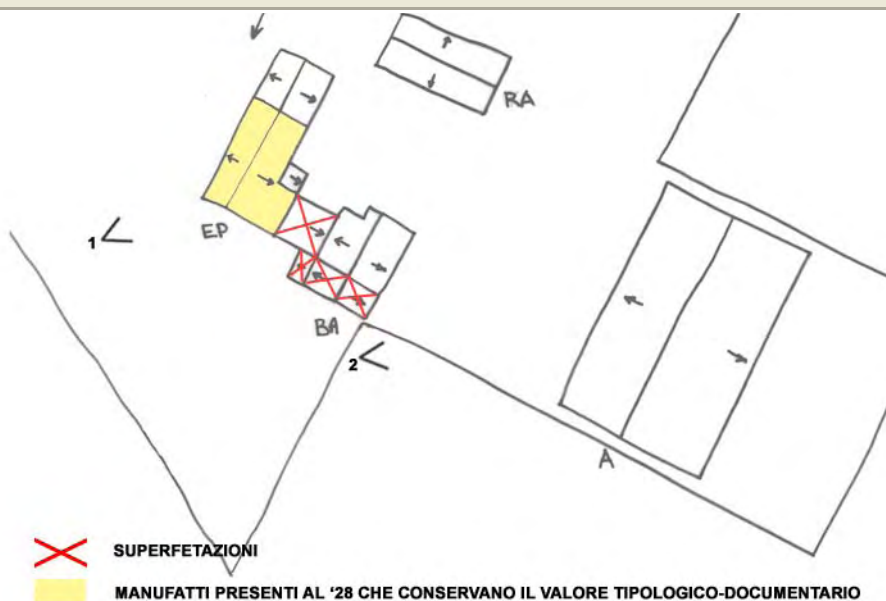 RA
EP
1
BA
2
A
SUPERFETAZIONI
MANUFATTI PRESENTI AL '28 CHE CONSERVANO IL VALORE TIPOLOGICO-DOCUMENTARIO